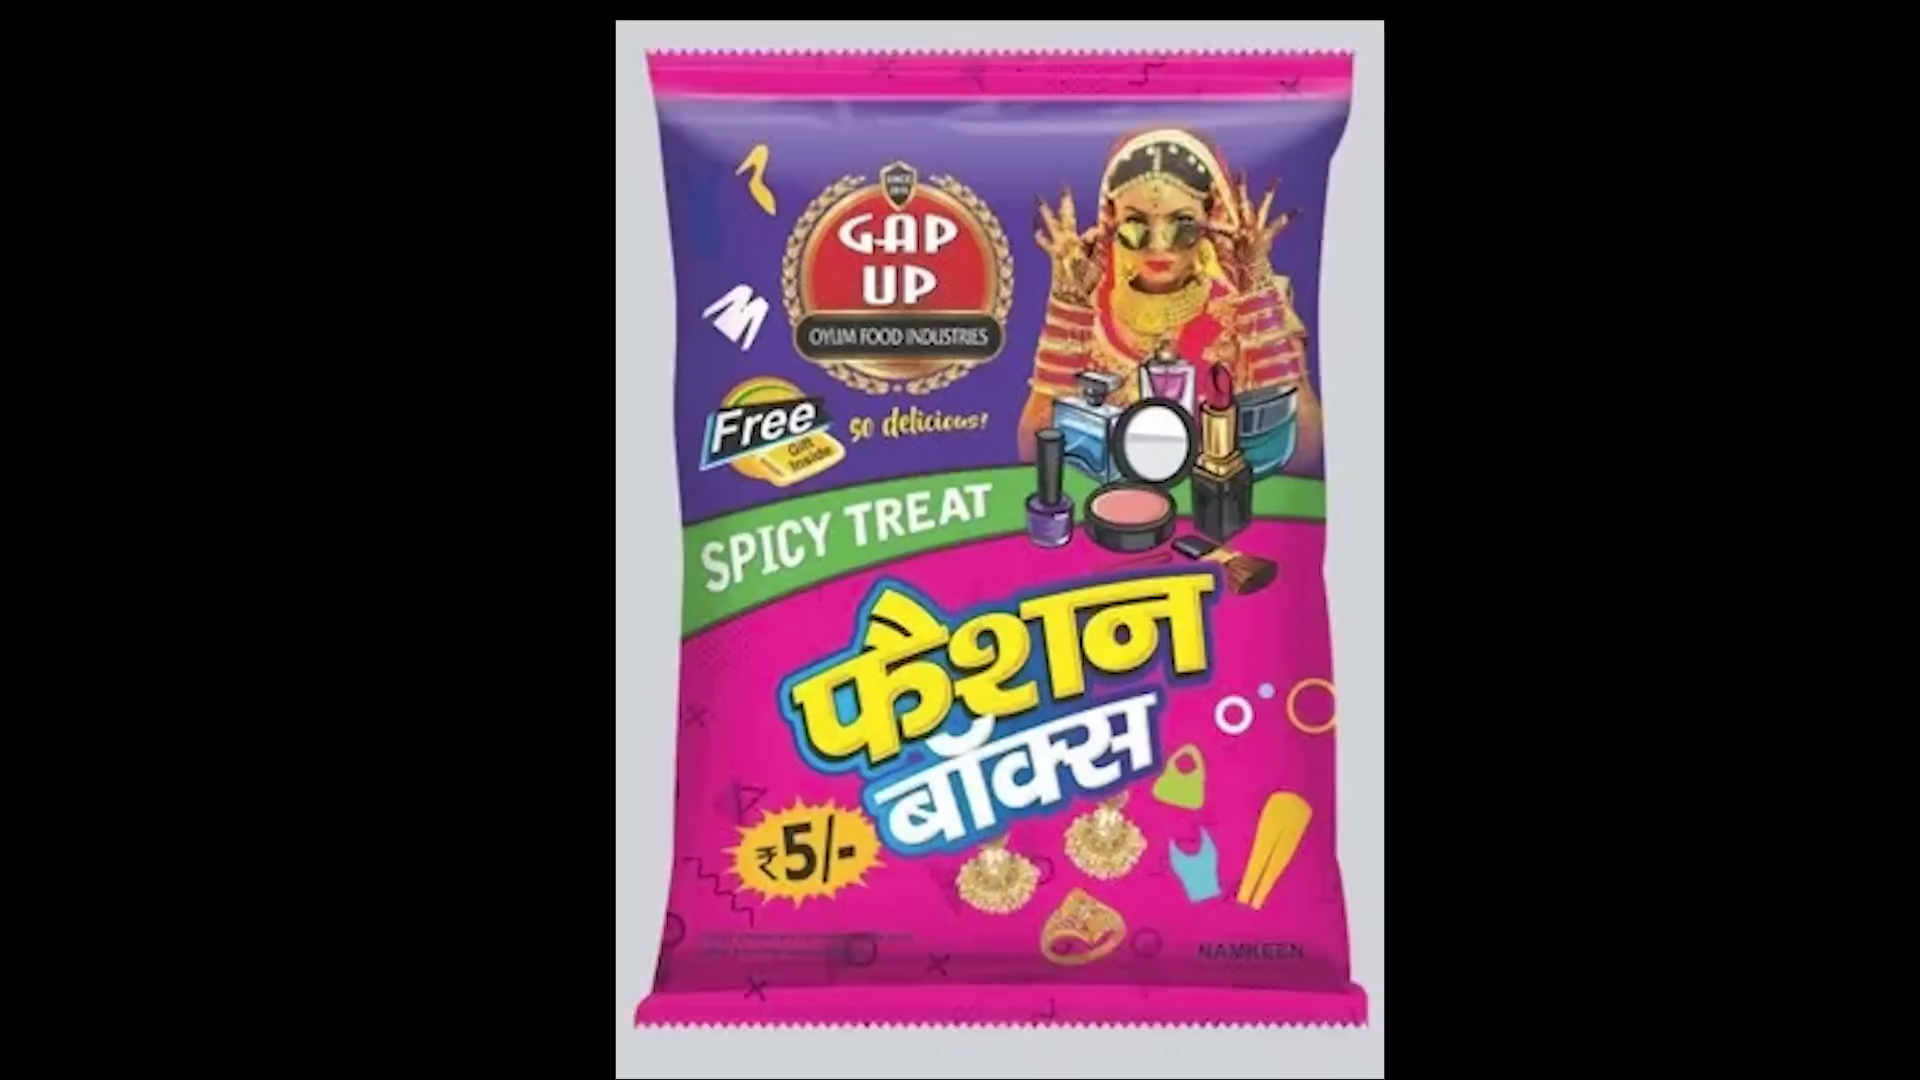 GAP
UP
OYUM FOOD INDUSTRIES
Free
Gift
Inside
so delicious!
SPICY TREAT
फैशन
बॉक्स
₹5/-
NAMKEEN